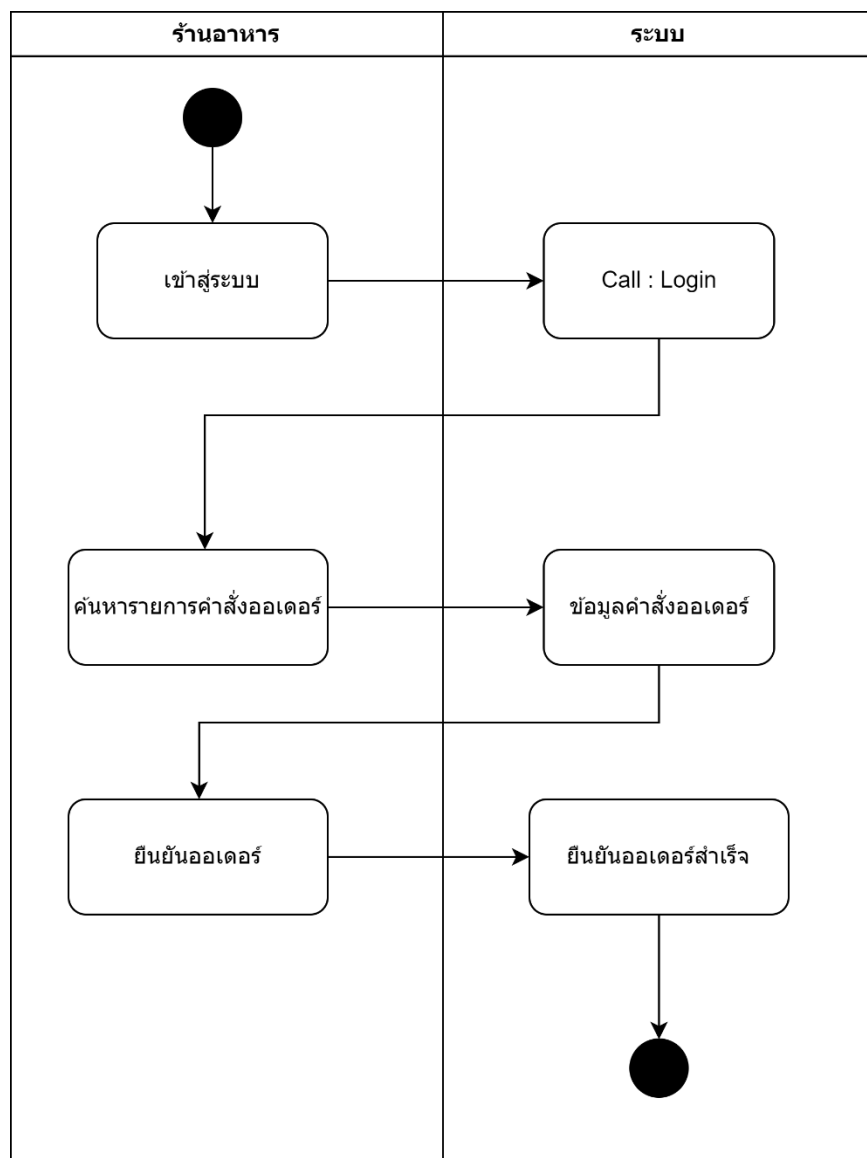 ร้านอาหาร
ระบบ
เข้าสู่ระบบ
Call : Login
ค้นหารายการคำสั่งออเดอร์
ข้อมูลคำสั่งออเดอร์
ยืนยันออเดอร์
ยืนยันออเดอร์สำเร็จ